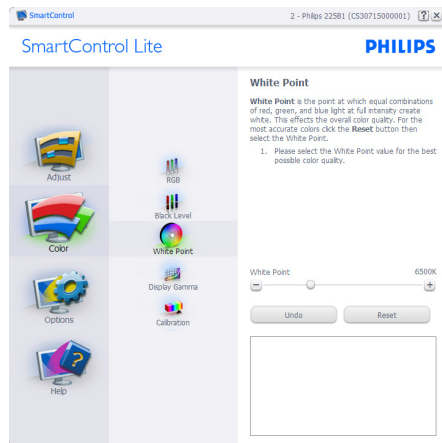 SmartControl
2 - Philips 225B1 (CS30715000001)
? ×
SmartControl Lite
PHILIPS
Adjust
Color
Options
Help
RGB
Black Level
White Point
Display Gamma
Calibration
White Point
White Point is the point at which equal combinations
of red, green, and blue light at full intensity create
white. This effects the overall color quality. For the
most accurate colors click the Reset button then
select the White Point.
1. Please select the White Point value for the best
possble color quality.
White Point 6500K
Undo Reset